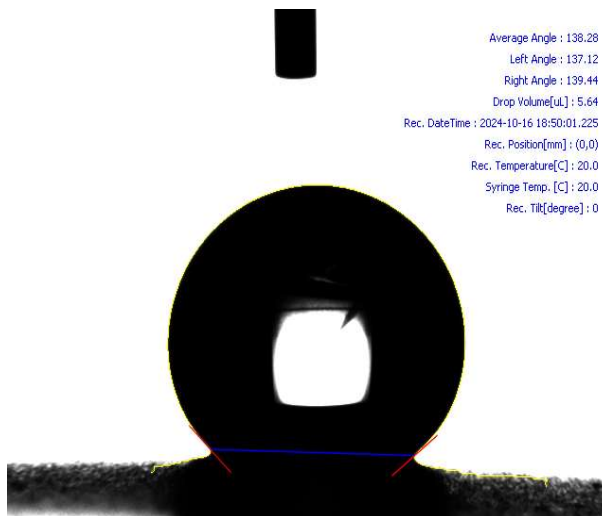 Average Angle : 138.28
Left Angle : 137.12
Right Angle : 139.44
Drop Volume[uL] : 5.64
Rec. DateTime : 2024-10-16 18:50:01.225
Rec. Position[mm] : (0,0)
Rec. Temperature[C] : 20.0
Syringe Temp. [C] : 20.0
Rec. Tilt[degree] : 0